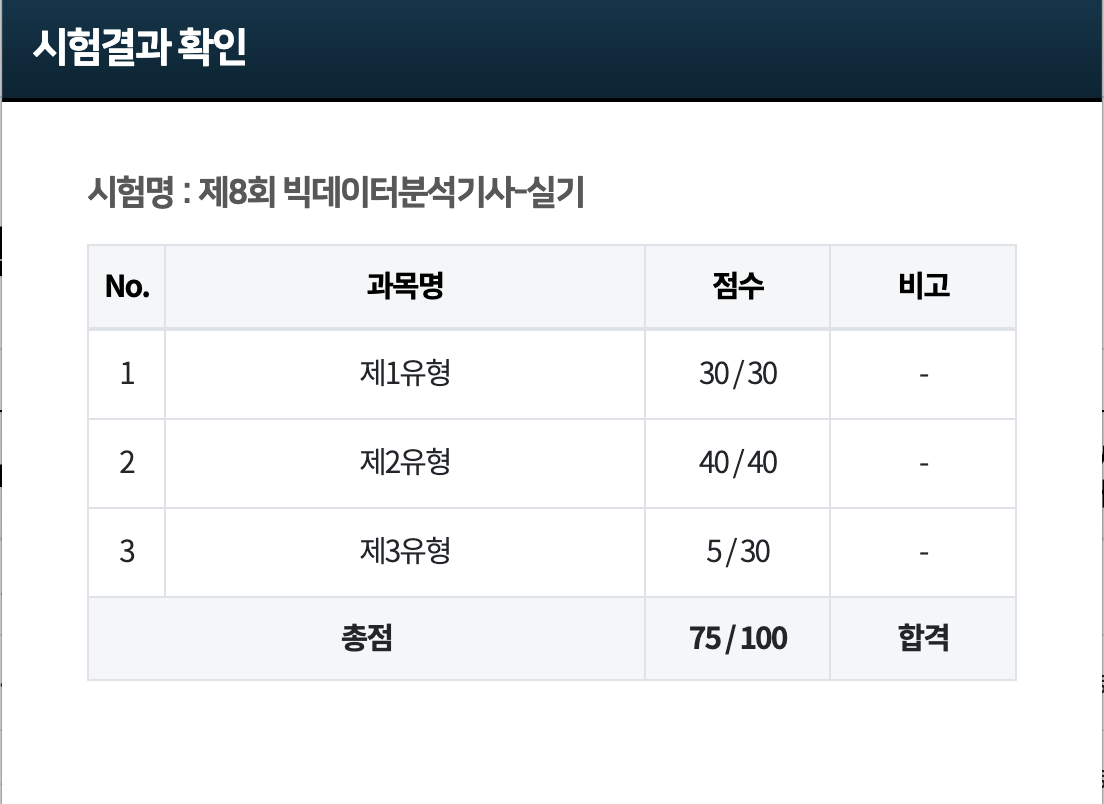 시험결과 확인
시험명 : 제8회 빅데이터분석기사-실기
No. 과목명 점수 비고
1 제1유형 30 / 30 -
2 제2유형 40 / 40 -
3 제3유형 5 / 30 -
총점 75 / 100 합격